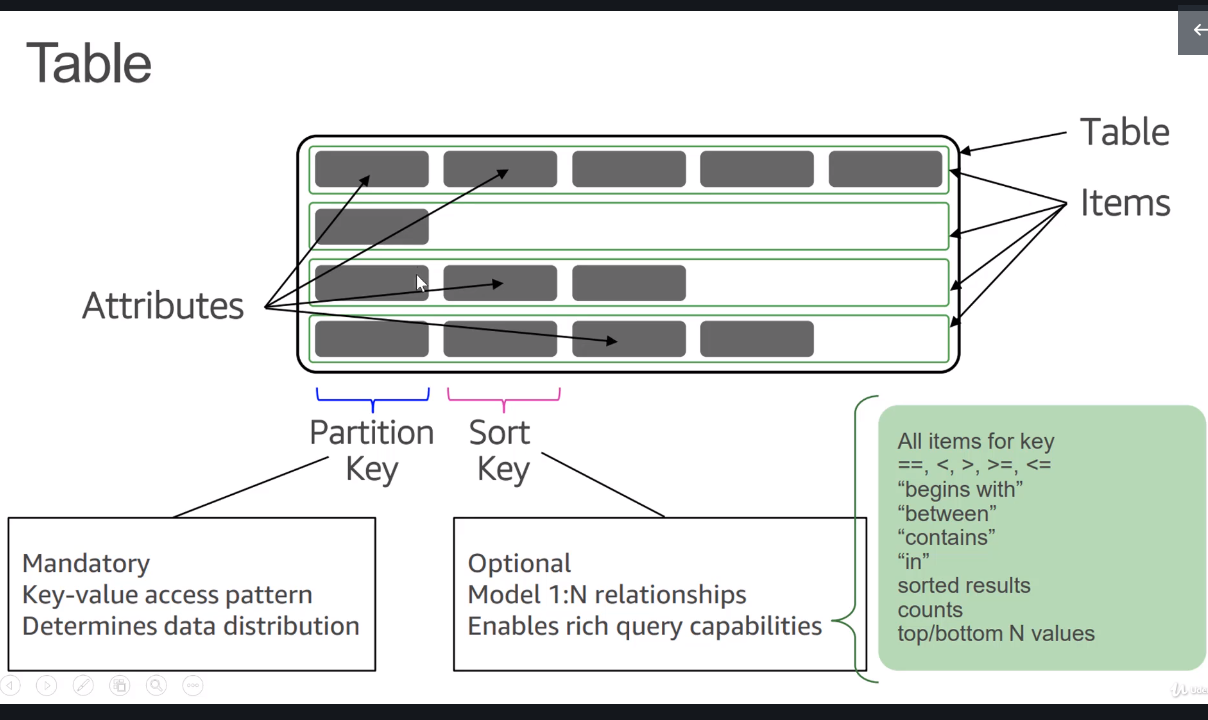 Table
Table
Items
Attributes
Partition
Key
Sort
Key
Mandatory
Key-value access pattern
Determines data distribution
Optional
Model 1:N relationships
Enables rich query capabilities
All items for key
==, <, >, >=, <=
“begins with”
“between”
“contains”
“in”
sorted results
counts
top/bottom N values